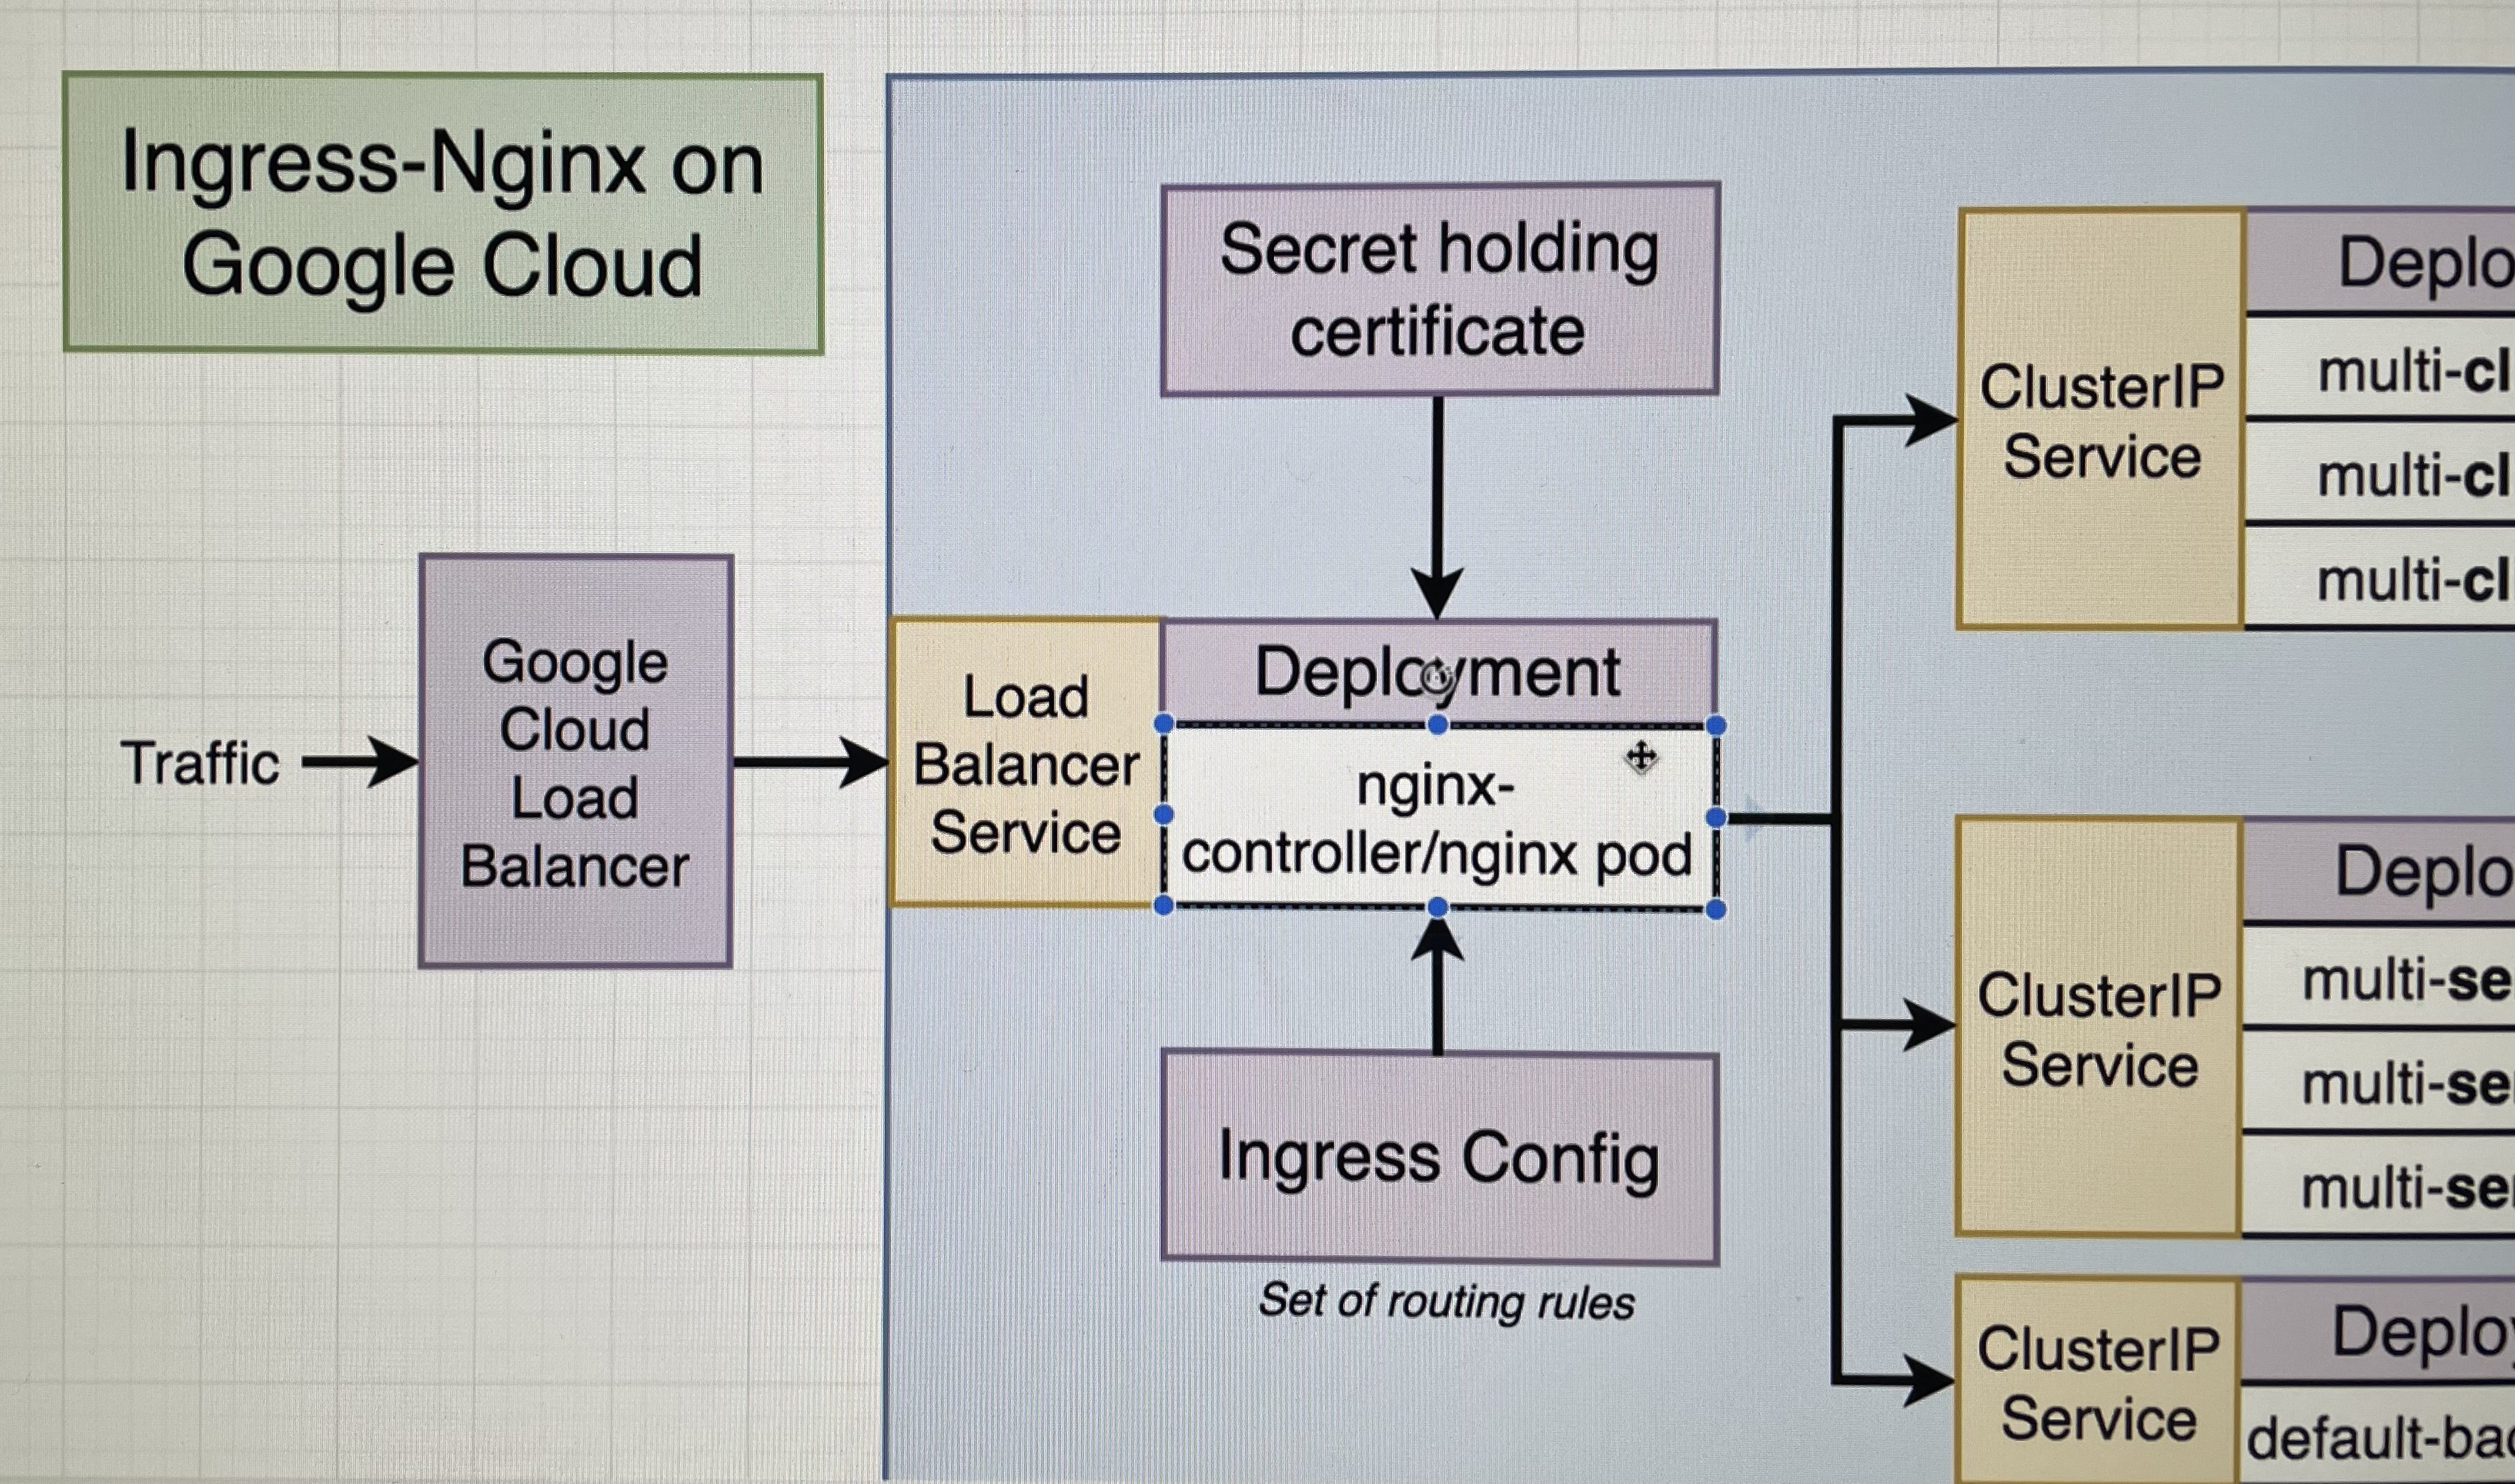 Ingress-Nginx on
Google Cloud
Traffic
Google
Cloud
Load
Balancer
Load
Balancer
Service
Secret holding
certificate
Deployment
nginx-
controller/nginx pod
Ingress Config
Set of routing rules
ClusterIP
Service
Deplo
multi-cl
multi-cl
multi-cl
ClusterIP
Service
Deplo
multi-se
multi-se
multi-se
ClusterIP
Service
Deploy
default-bac